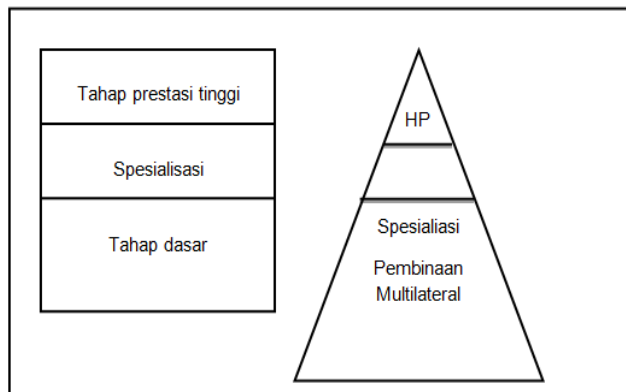 Tahap prestasi tinggi
Spesialisasi
Tahap dasar
HP
Spesialiasi
Pembinaan
Multilateral